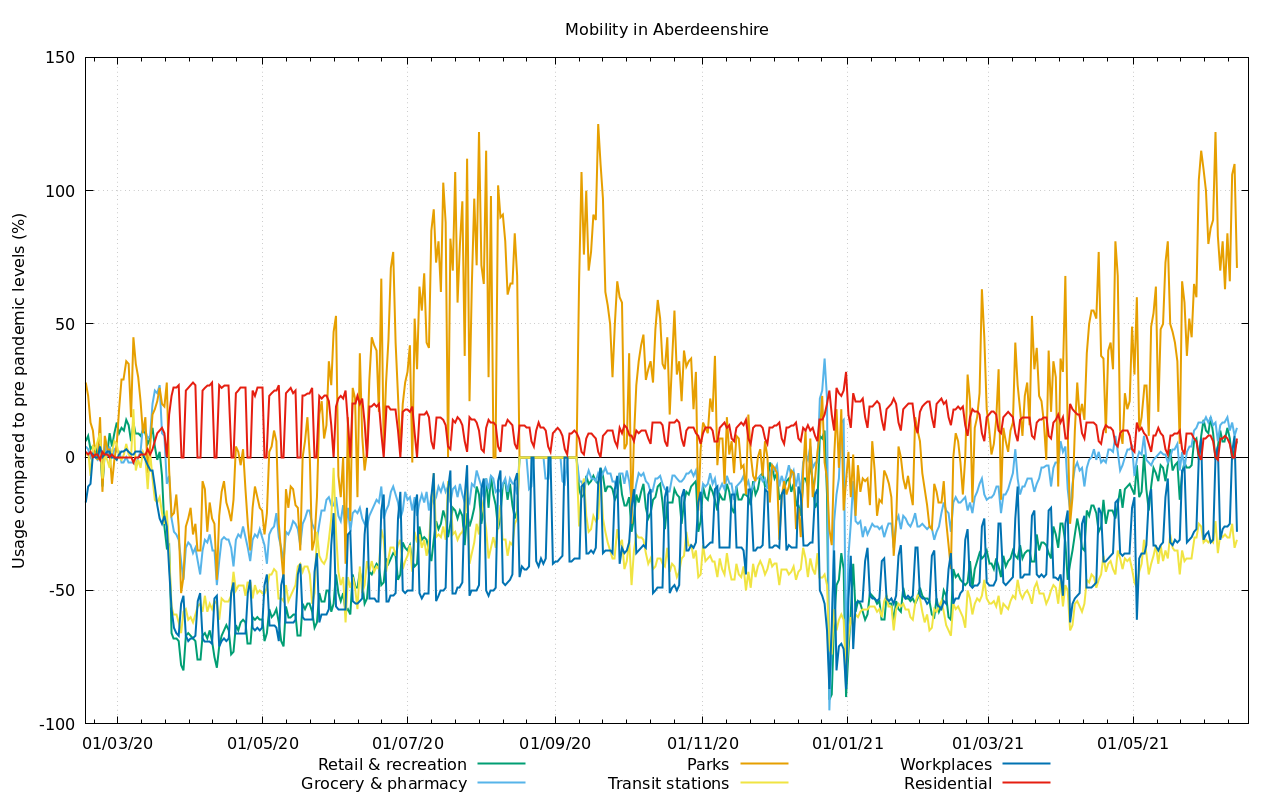 Mobility in Aberdeenshire
Usage compared to pre pandemic levels (%)
150
100
50
0
-50
-100
01/03/20 01/05/20 01/07/20 01/09/20 01/11/20 01/01/21 01/03/21 01/05/21
Retail & recreation Parks Workplaces
Grocery & pharmacy Transit stations Residential